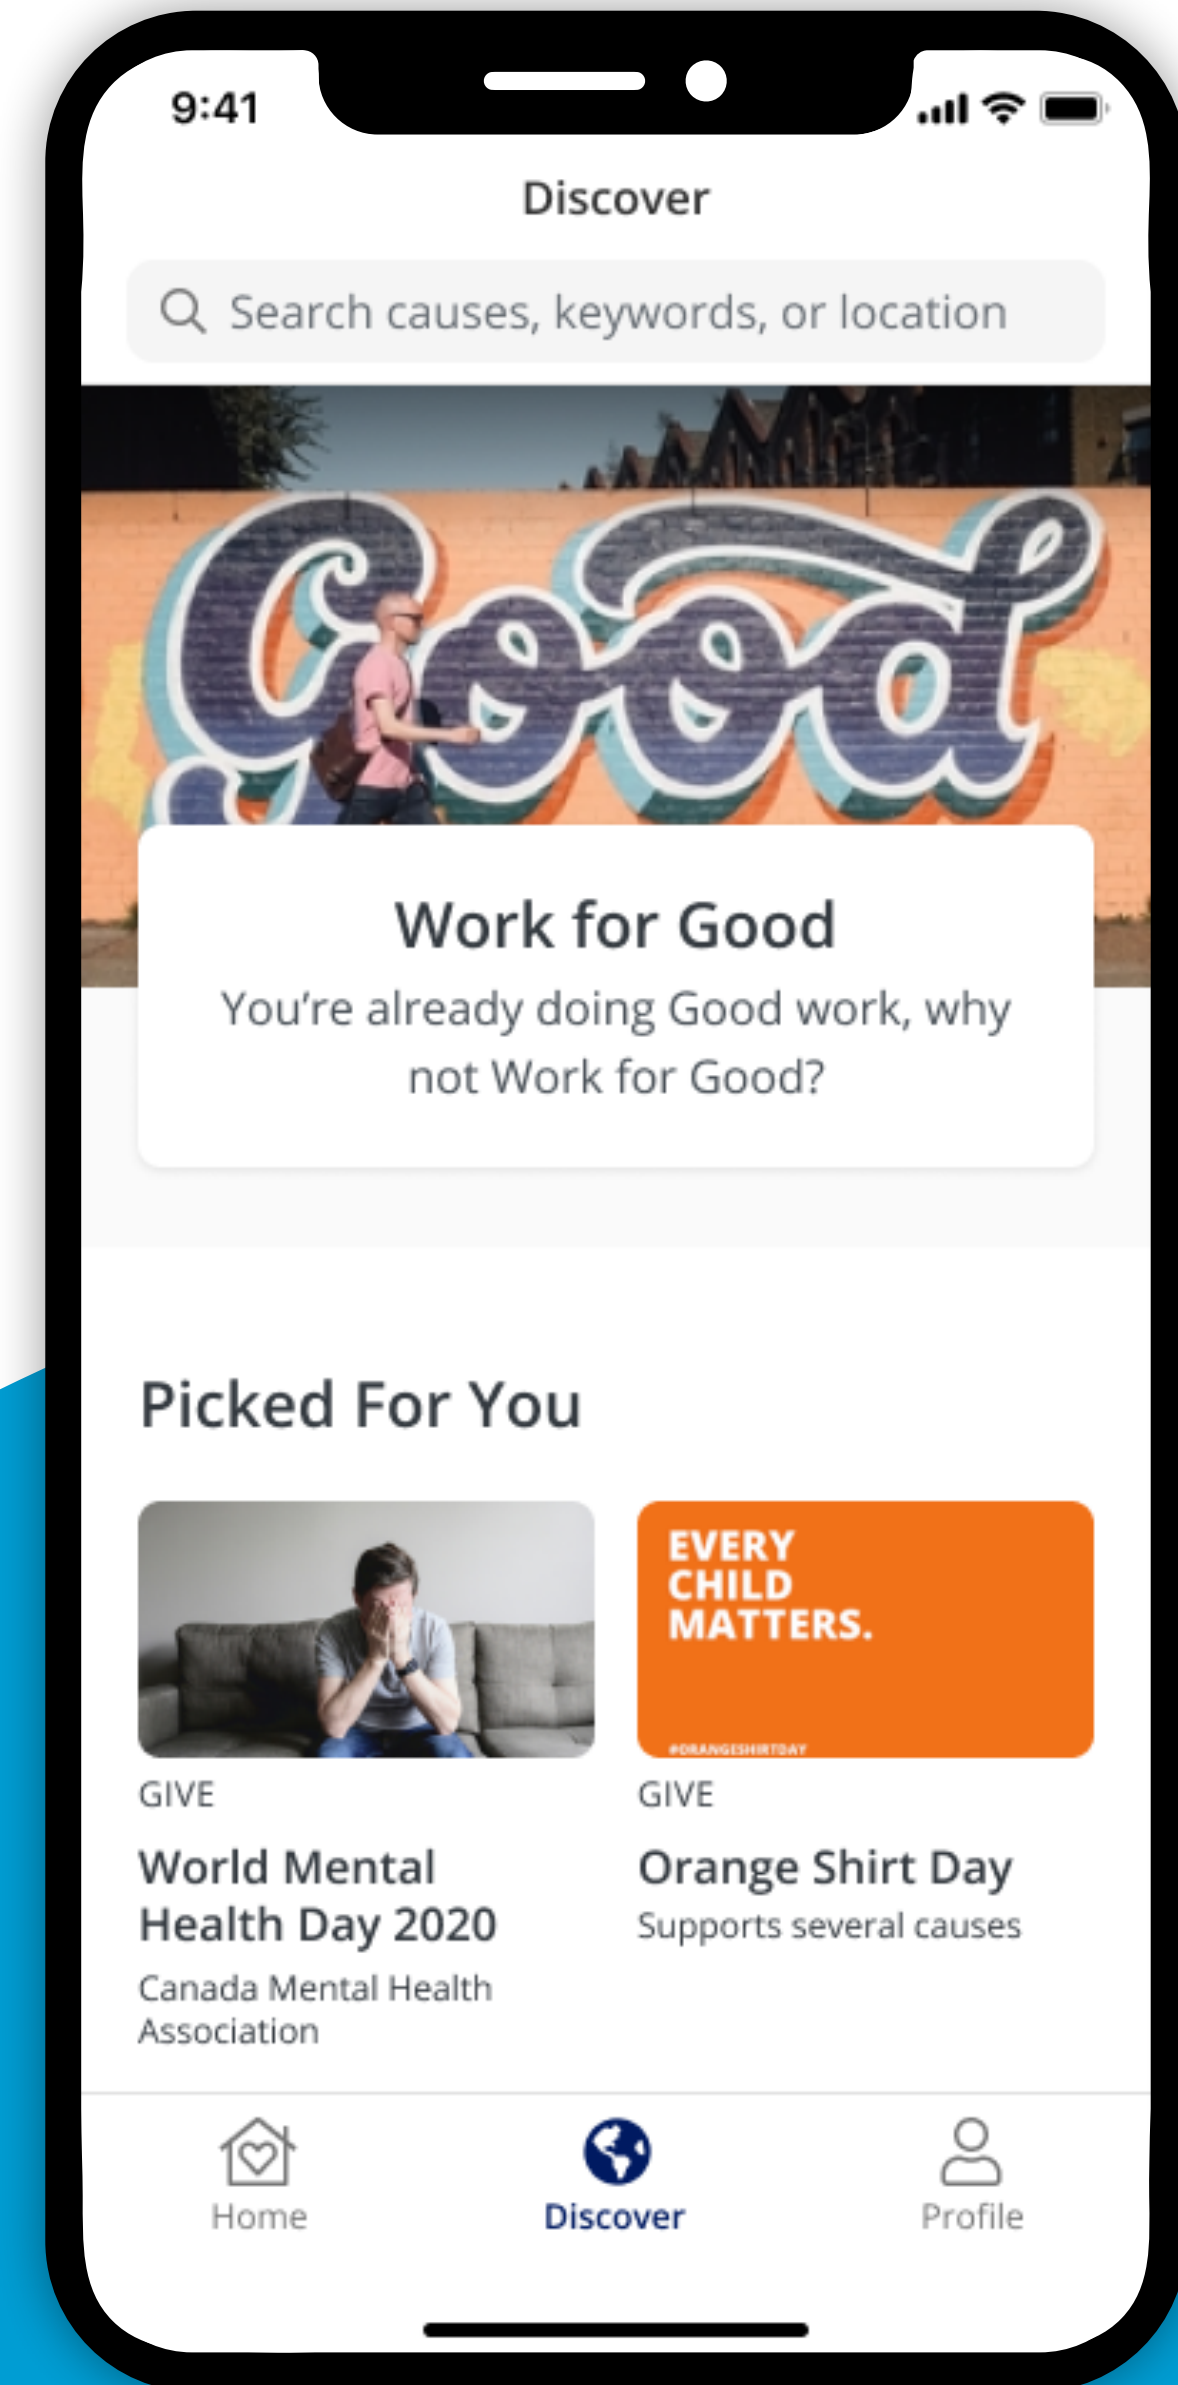 9:41
Discover
Search causes, keywords, or location
Good
Work for Good
You're already doing Good work, why
not Work for Good?
Picked For You
EVERY
CHILD
MATTERS.
#ORANGESHIRTDAY
GIVE
World Mental
Health Day 2020
Canada Mental Health
Association
GIVE
Orange Shirt Day
Supports several causes
Home
Discover
Profile